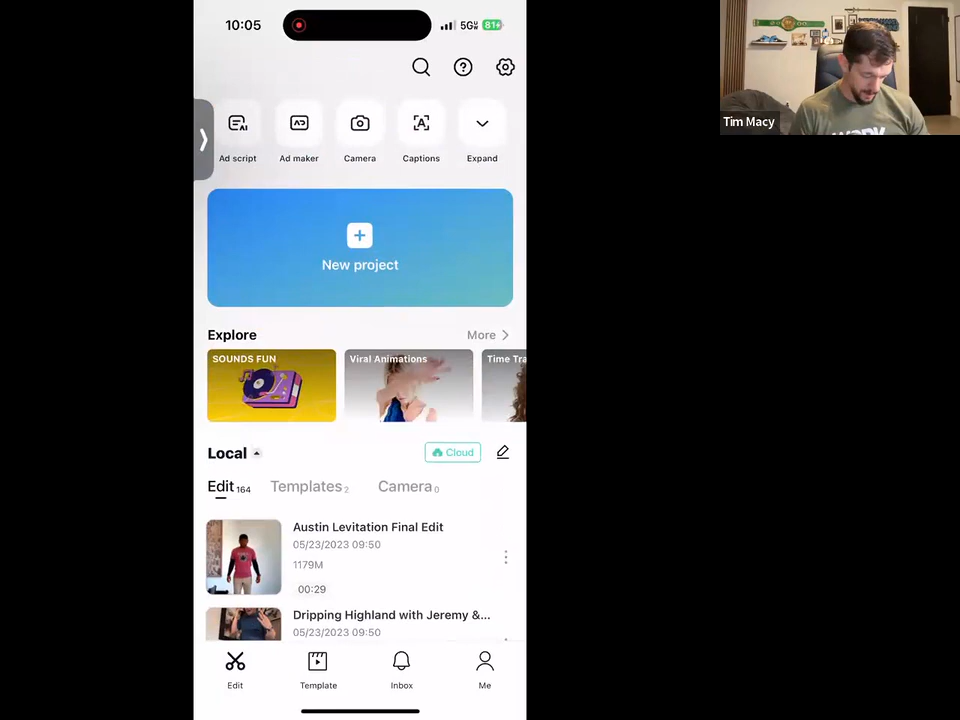 10:05
5G
81
Ad script
Ad maker
Camera
Captions
Expand
New project
Explore
More
SOUNDS FUN
Viral Animations
Time Tra
Local
Cloud
Edit 164
Templates 2
Camera 0
Austin Levitation Final Edit
05/23/2023 09:50
1179M
00:29
Dripping Highland with Jeremy &...
05/23/2023 09:50
Edit
Template
Inbox
Me
Tim Macy